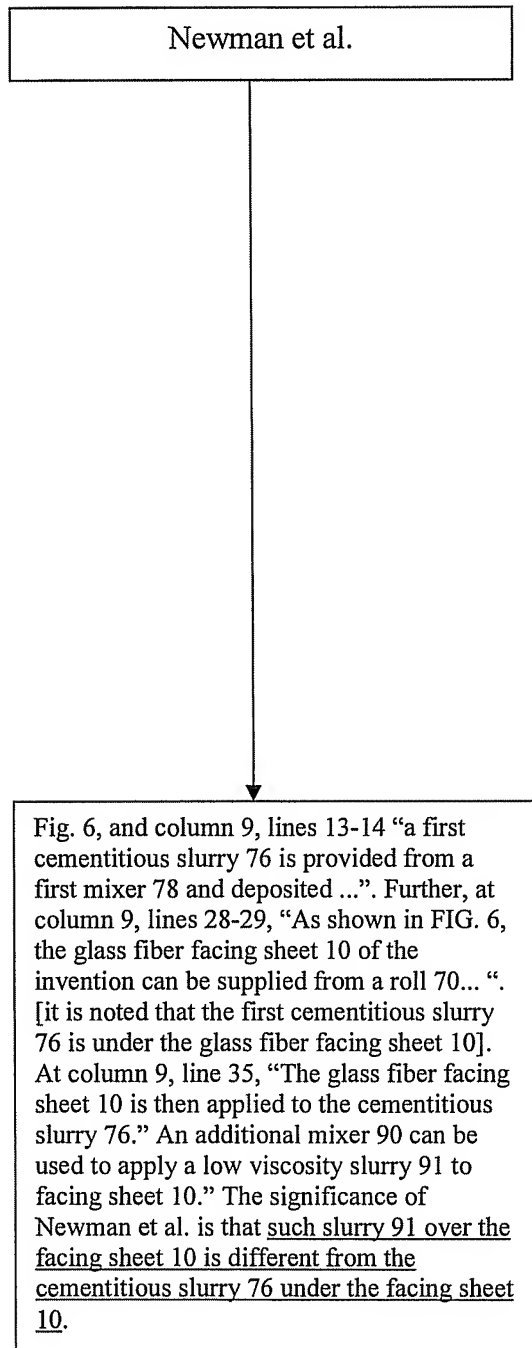 Newman et al.
Fig. 6, and column 9, lines 13-14 “a first
cementitious slurry 76 is provided from a
first mixer 78 and deposited ...”. Further, at
column 9, lines 28-29, “As shown in FIG. 6,
the glass fiber facing sheet 10 of the
invention can be supplied from a roll 70... “.
[it is noted that the first cementitious slurry
76 is under the glass fiber facing sheet 10].
At column 9, line 35, “The glass fiber facing
sheet 10 is then applied to the cementitious
slurry 76.” An additional mixer 90 can be
used to apply a low viscosity slurry 91 to
facing sheet 10.” The significance of
Newman et al. is that such slurry 91 over the
facing sheet 10 is different from the
cementitious slurry 76 under the facing sheet
10.